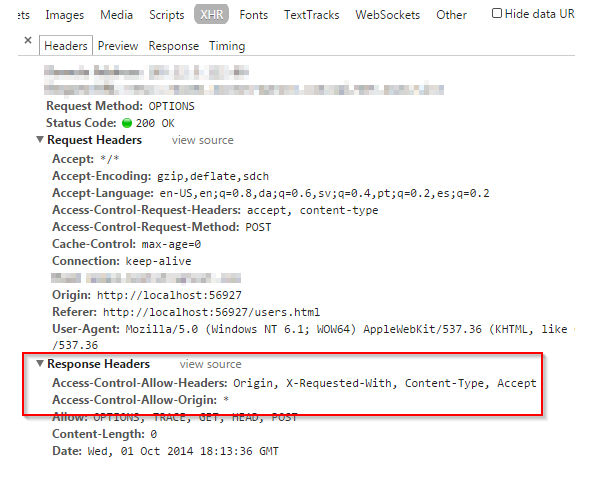 ets Images Media Scripts XHR Fonts TextTracks WebSockets Other Hide data UR
× Headers Preview Response Timing
Request Method: OPTIONS
Status Code: 200 OK
▼ Request Headers view source
Accept: */*
Accept-Encoding: gzip,deflate,sdch
Accept-Language: en-US,en;q=0.8,da;q=0.6,sv;q=0.4,pt;q=0.2,es;q=0.2
Access-Control-Request-Headers: accept, content-type
Access-Control-Request-Method: POST
Cache-Control: max-age=0
Connection: keep-alive
Origin: http://localhost:56927
Referer: http://localhost:56927/users.html
User-Agent: Mozilla/5.0 (Windows NT 6.1; WOW64) AppleWebKit/537.36 (KHTML, like
/537.36
▼ Response Headers view source
Access-Control-Allow-Headers: Origin, X-Requested-With, Content-Type, Accept
Access-Control-Allow-Origin: *
Allow: OPTIONS, TRACE, GET, HEAD, POST
Content-Length: 0
Date: Wed, 01 Oct 2014 18:13:36 GMT